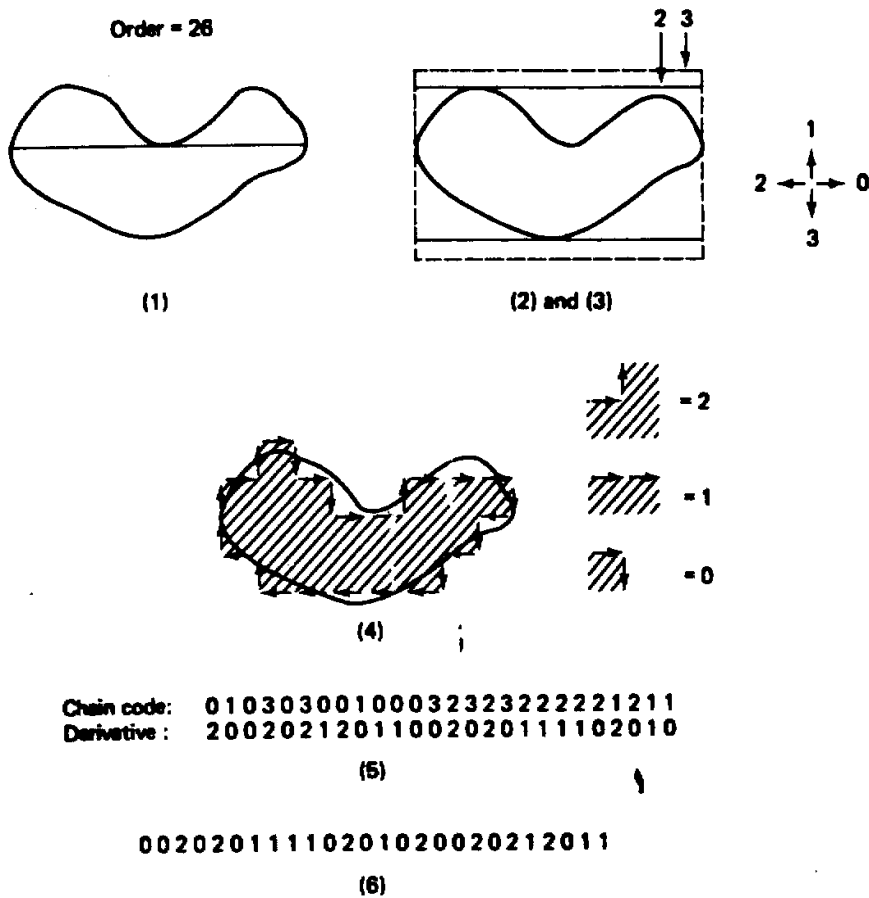 Order = 26
2 3
1
2 0
3
(1)
(2) and (3)
= 2
= 1
= 0
(4)
Chain code: 0 1 0 3 0 3 0 0 1 0 0 0 3 2 3 2 3 2 2 2 2 2 1 2 1 1
Derivative : 2 0 0 2 0 2 1 2 0 1 1 0 0 2 0 2 0 1 1 1 1 0 2 0 1 0
(5)
0 0 2 0 2 0 1 1 1 1 0 2 0 1 0 2 0 0 2 0 2 1 2 0 1 1
(6)